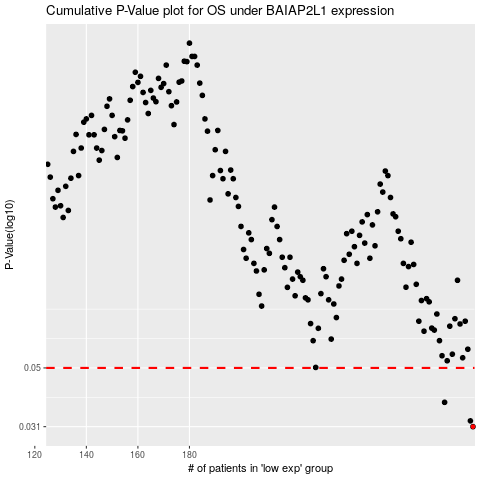 Cumulative P-Value plot for OS under BAIAP2L1 expression
P-Value(log10)
0.05
0.031
120
140
160
180
# of patients in 'low exp' group